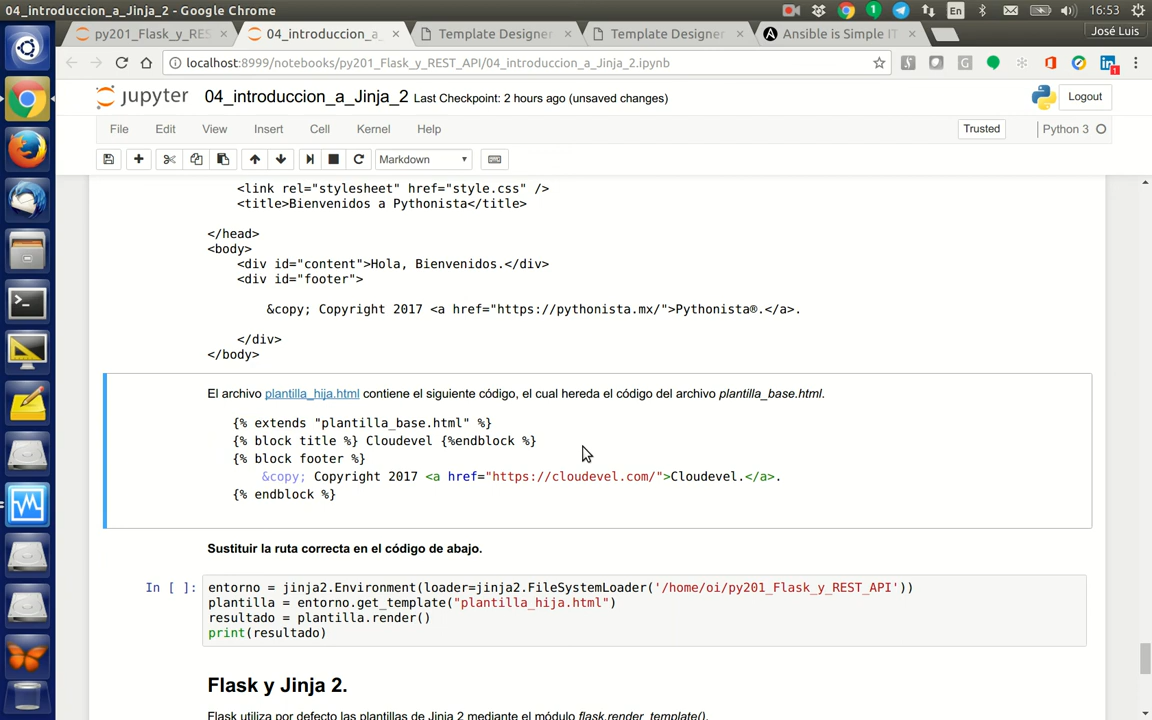 04_introduccion_a_Jinja_2 - Google Chrome
En
16:53
py201_Flask_y_RES
04_introduccion_a_
Template Designer
Template Designer
Ansible is Simple IT
José Luis
localhost:8999/notebooks/py201_Flask_y_REST_API/04_introduccion_a_Jinja_2.ipynb
jupyter
04_introduccion_a_Jinja_2 Last Checkpoint: 2 hours ago (unsaved changes)
Logout
File Edit View Insert Cell Kernel Help
Trusted
Python 3
Markdown
<link rel="stylesheet" href="style.css" />
<title>Bienvenidos a Pythonista</title>
</head>
<body>
<div id="content">Hola, Bienvenidos.</div>
<div id="footer">
&copy; Copyright 2017 <a href="https://pythonista.mx/">Pythonista®.</a>.
</div>
</body>
El archivo plantilla_hija.html contiene el siguiente código, el cual hereda el código del archivo plantilla_base.html.
{% extends "plantilla_base.html" %}
{% block title %} Cloudevel {%endblock %}
{% block footer %}
&copy; Copyright 2017 <a href="https://cloudevel.com/">Cloudevel.</a>.
{% endblock %}
Sustituir la ruta correcta en el código de abajo.
In [ ]: entorno = jinja2.Environment(loader=jinja2.FileSystemLoader('/home/oi/py201_Flask_y_REST_API'))
plantilla = entorno.get_template("plantilla_hija.html")
resultado = plantilla.render()
print(resultado)
Flask y Jinja 2.
Flask utiliza por defecto las plantillas de Jinja 2 mediante el módulo flask.render_template().